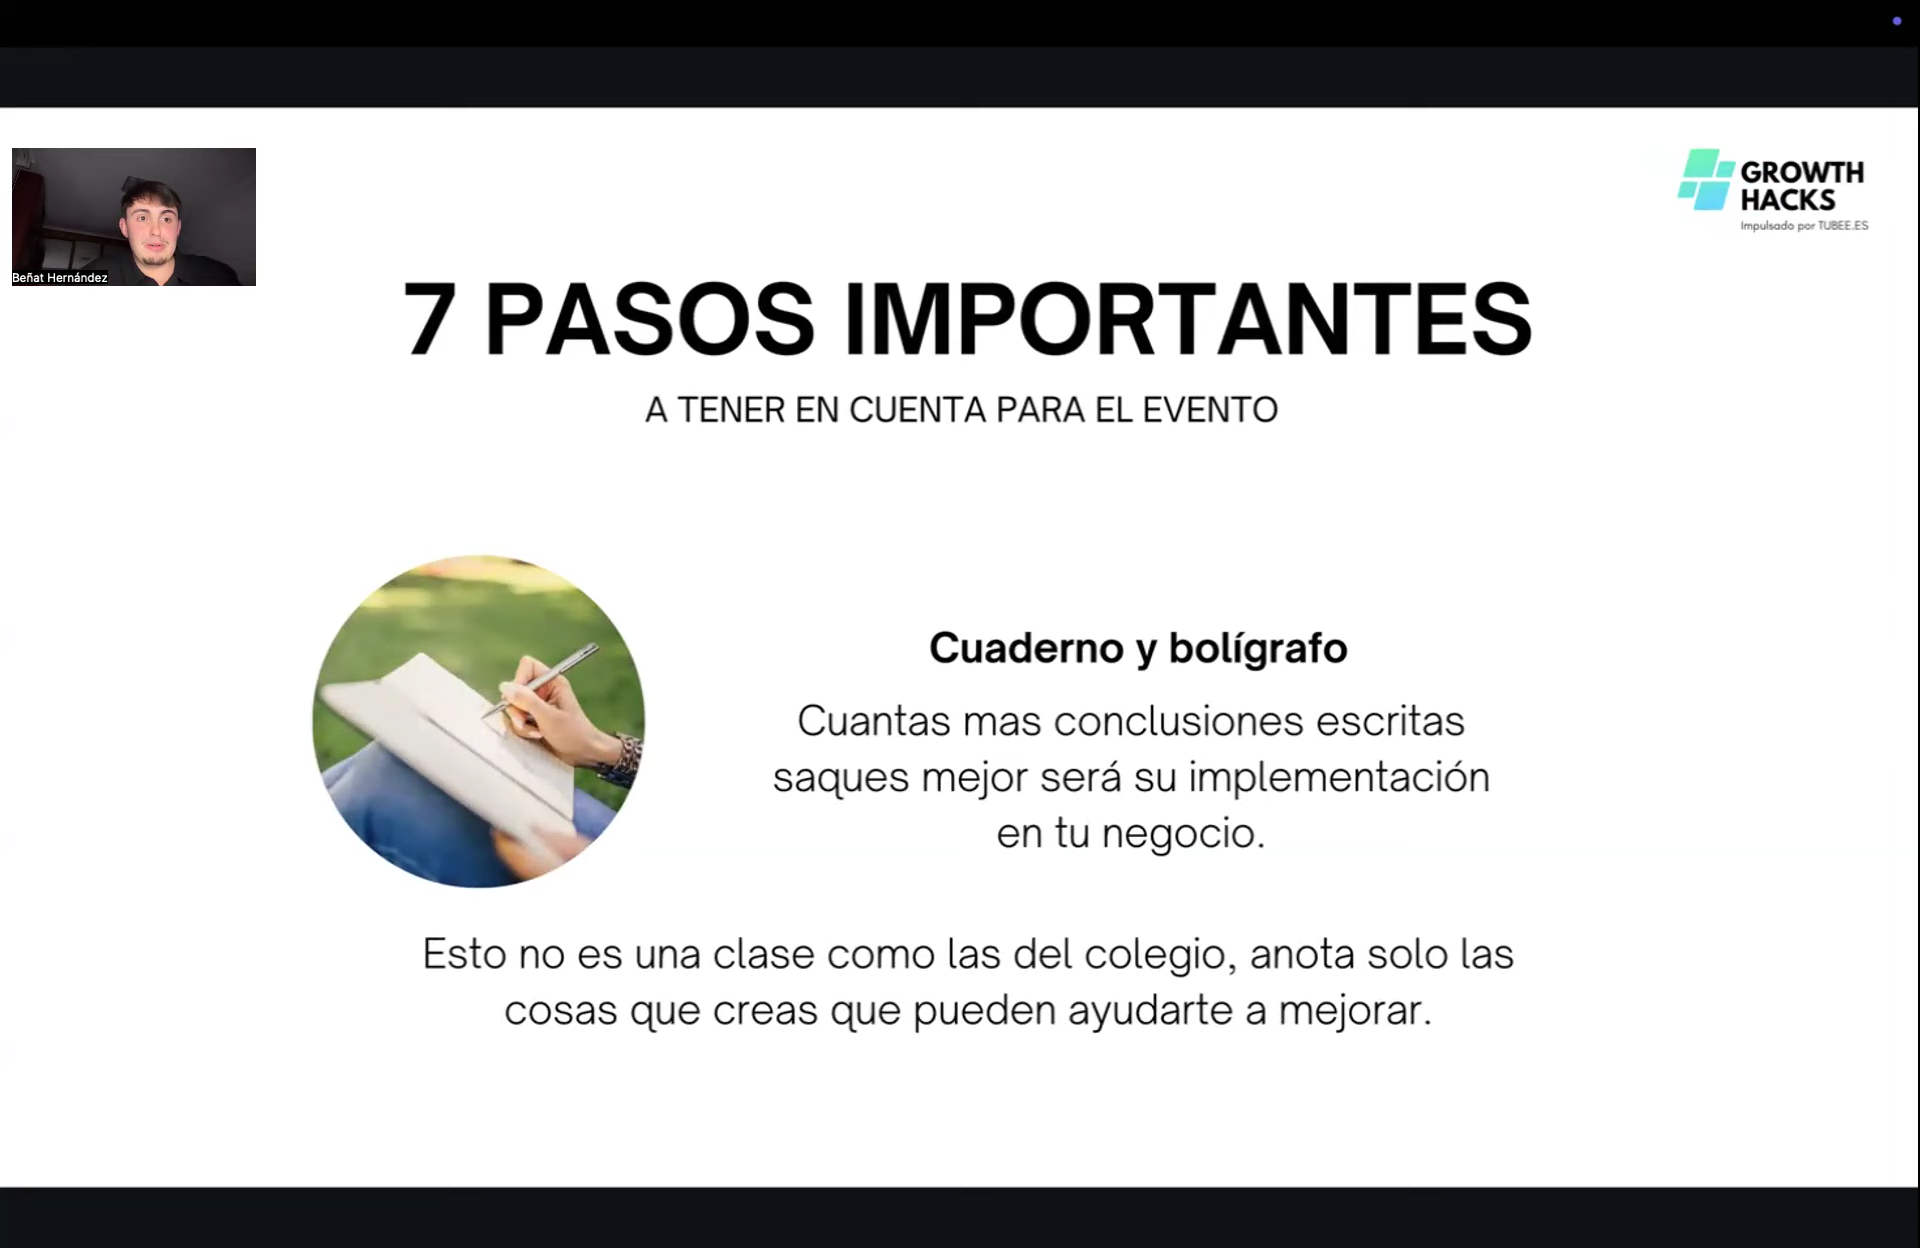 Beñat Hernández
GROWTH
HACKS
Impulsado por TUBEE.ES
7 PASOS IMPORTANTES
A TENER EN CUENTA PARA EL EVENTO
Cuaderno y bolígrafo
Cuantas mas conclusiones escritas
saques mejor será su implementación
en tu negocio.
Esto no es una clase como las del colegio, anota solo las
cosas que creas que pueden ayudarte a mejorar.